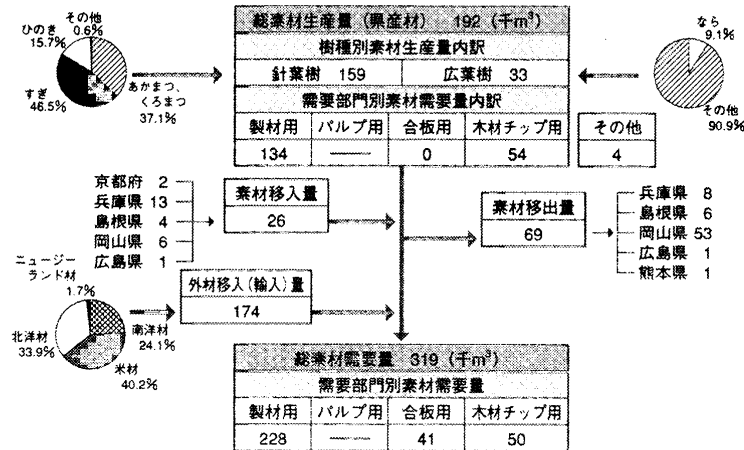 総素材生産量（県産材） 192（千m³）
樹種別素材生産量内訳
針葉樹 159 広葉樹 33
需要部門別素材需要量内訳
製材用 パルプ用 合板用 木材チップ用 その他
134 ―― 0 54 4
その他
0.6%
ひのき
15.7%
すぎ
46.5%
あかまつ、
くろまつ
37.1%
なら
9.1%
その他
90.9%
京都府 2
兵庫県 13
島根県 4
岡山県 6
広島県 1
素材移入量
26
素材移出量
69
兵庫県 8
島根県 6
岡山県 53
広島県 1
熊本県 1
外材移入（輸入）量
174
ニュージー
ランド材
1.7%
北洋材
33.9%
南洋材
24.1%
米材
40.2%
総素材需要量 319（千m³）
需要部門別素材需要量
製材用 パルプ用 合板用 木材チップ用
228 ―― 41 50